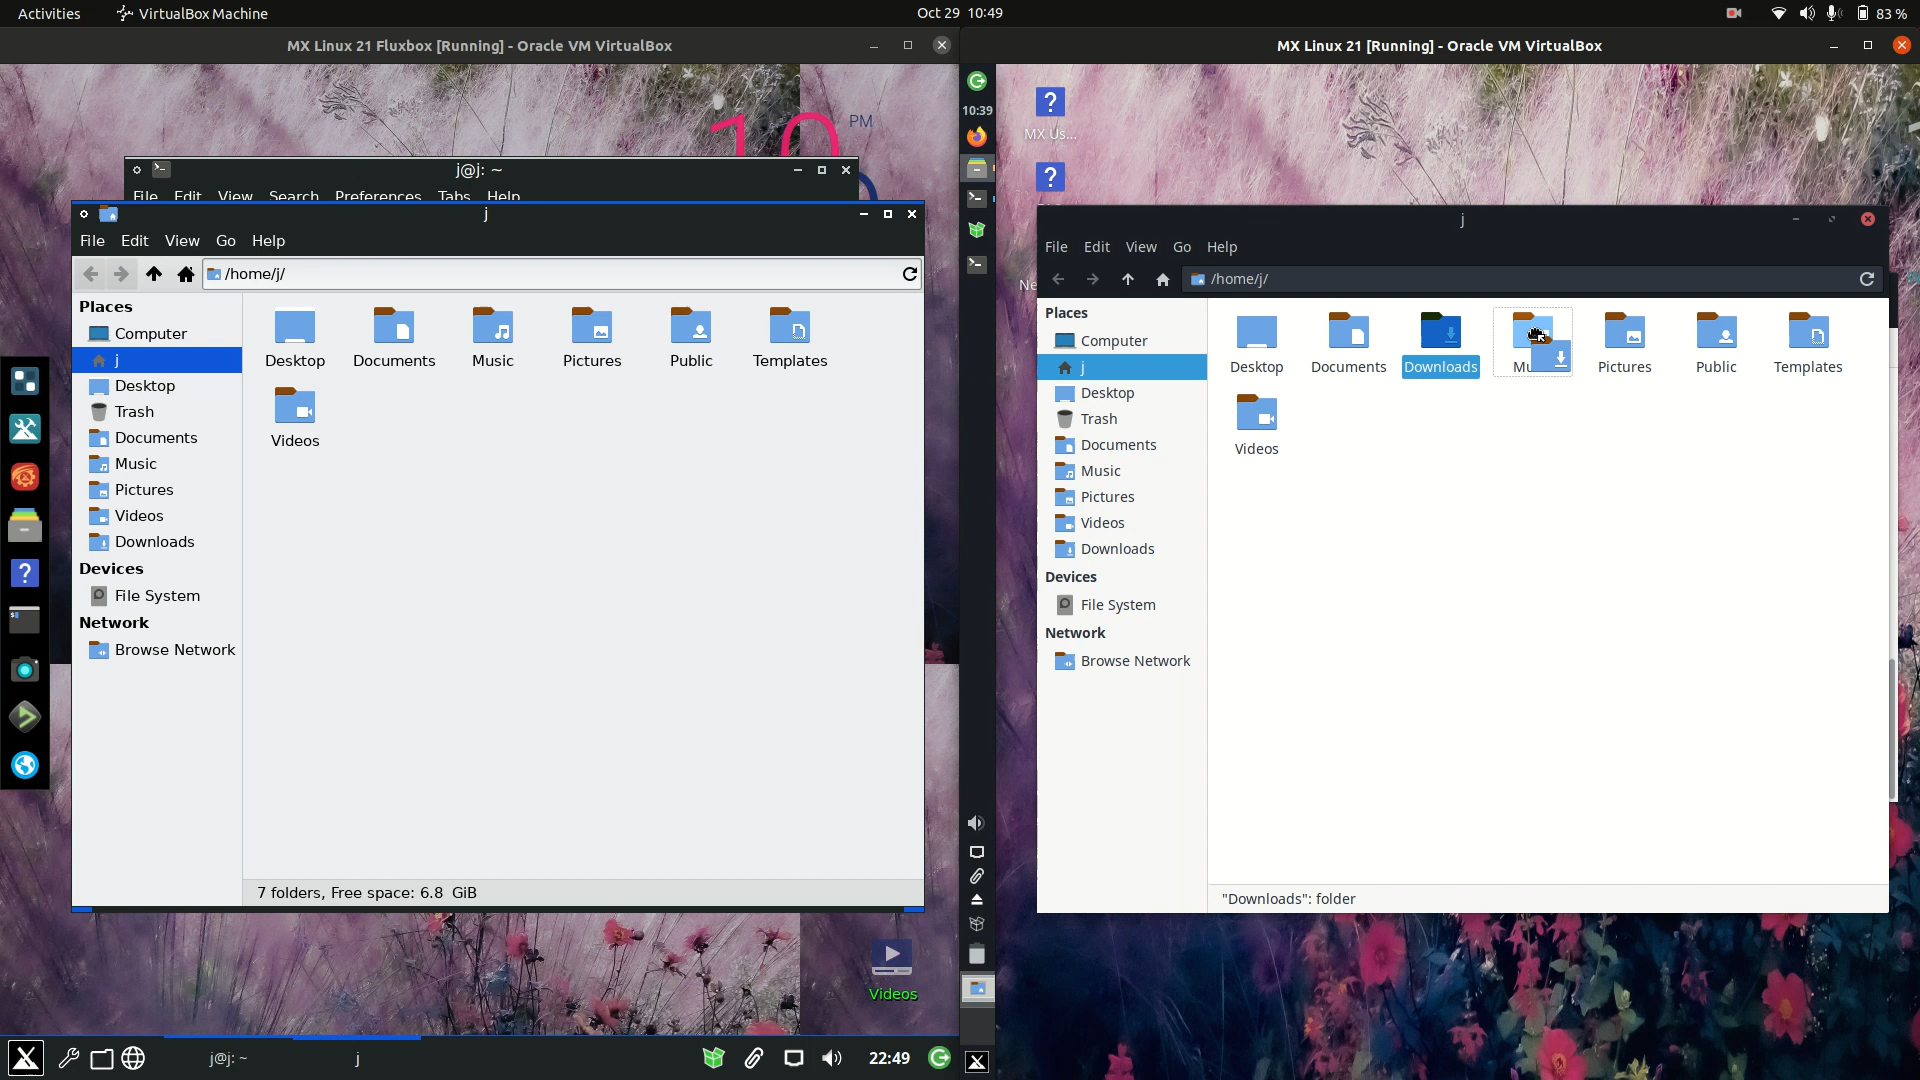 Activities
VirtualBox Machine
Oct 29 10:49
83 %
MX Linux 21 Fluxbox [Running] - Oracle VM VirtualBox
10
PM
j@j: ~
File Edit View Search Preferences Tabs Help
j
File Edit View Go Help
/home/j/
Places
Computer
j
Desktop
Trash
Documents
Music
Pictures
Videos
Downloads
Devices
File System
Network
Browse Network
Desktop Documents Music Pictures Public Templates
Videos
7 folders, Free space: 6.8 GiB
Videos
j@j: ~
j
22:49
MX Linux 21 [Running] - Oracle VM VirtualBox
10:39
MX Us...
Ne
j
File Edit View Go Help
/home/j/
Places
Computer
j
Desktop
Trash
Documents
Music
Pictures
Videos
Downloads
Devices
File System
Network
Browse Network
Desktop Documents Downloads Mu Pictures Public Templates
Videos
"Downloads": folder